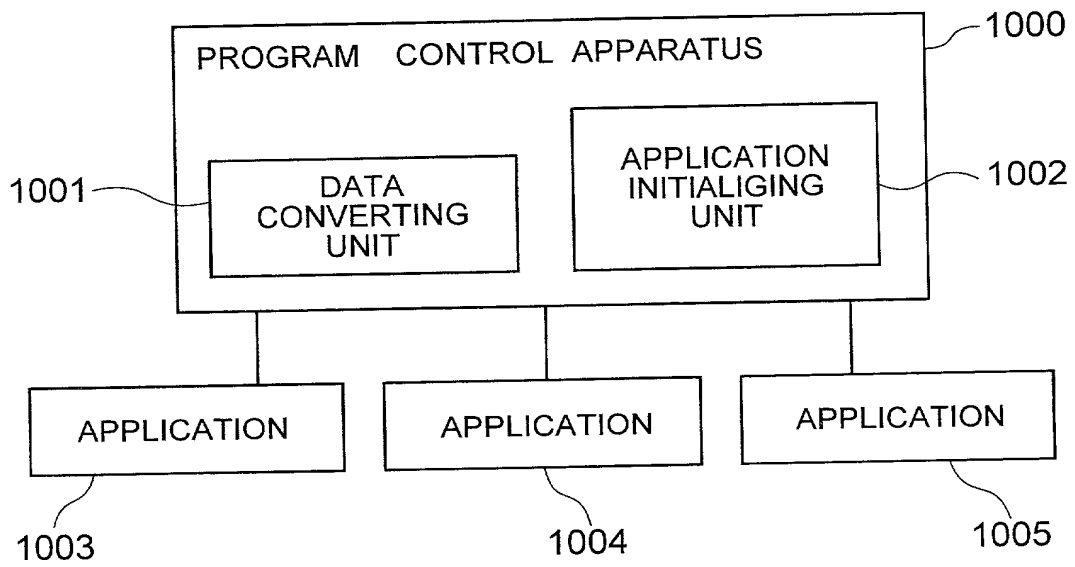 1000
PROGRAM CONTROL APPARATUS
1001
DATA
CONVERTING
UNIT
APPLICATION
INITIALIGING
UNIT
1002
APPLICATION
APPLICATION
APPLICATION
1003
1004
1005